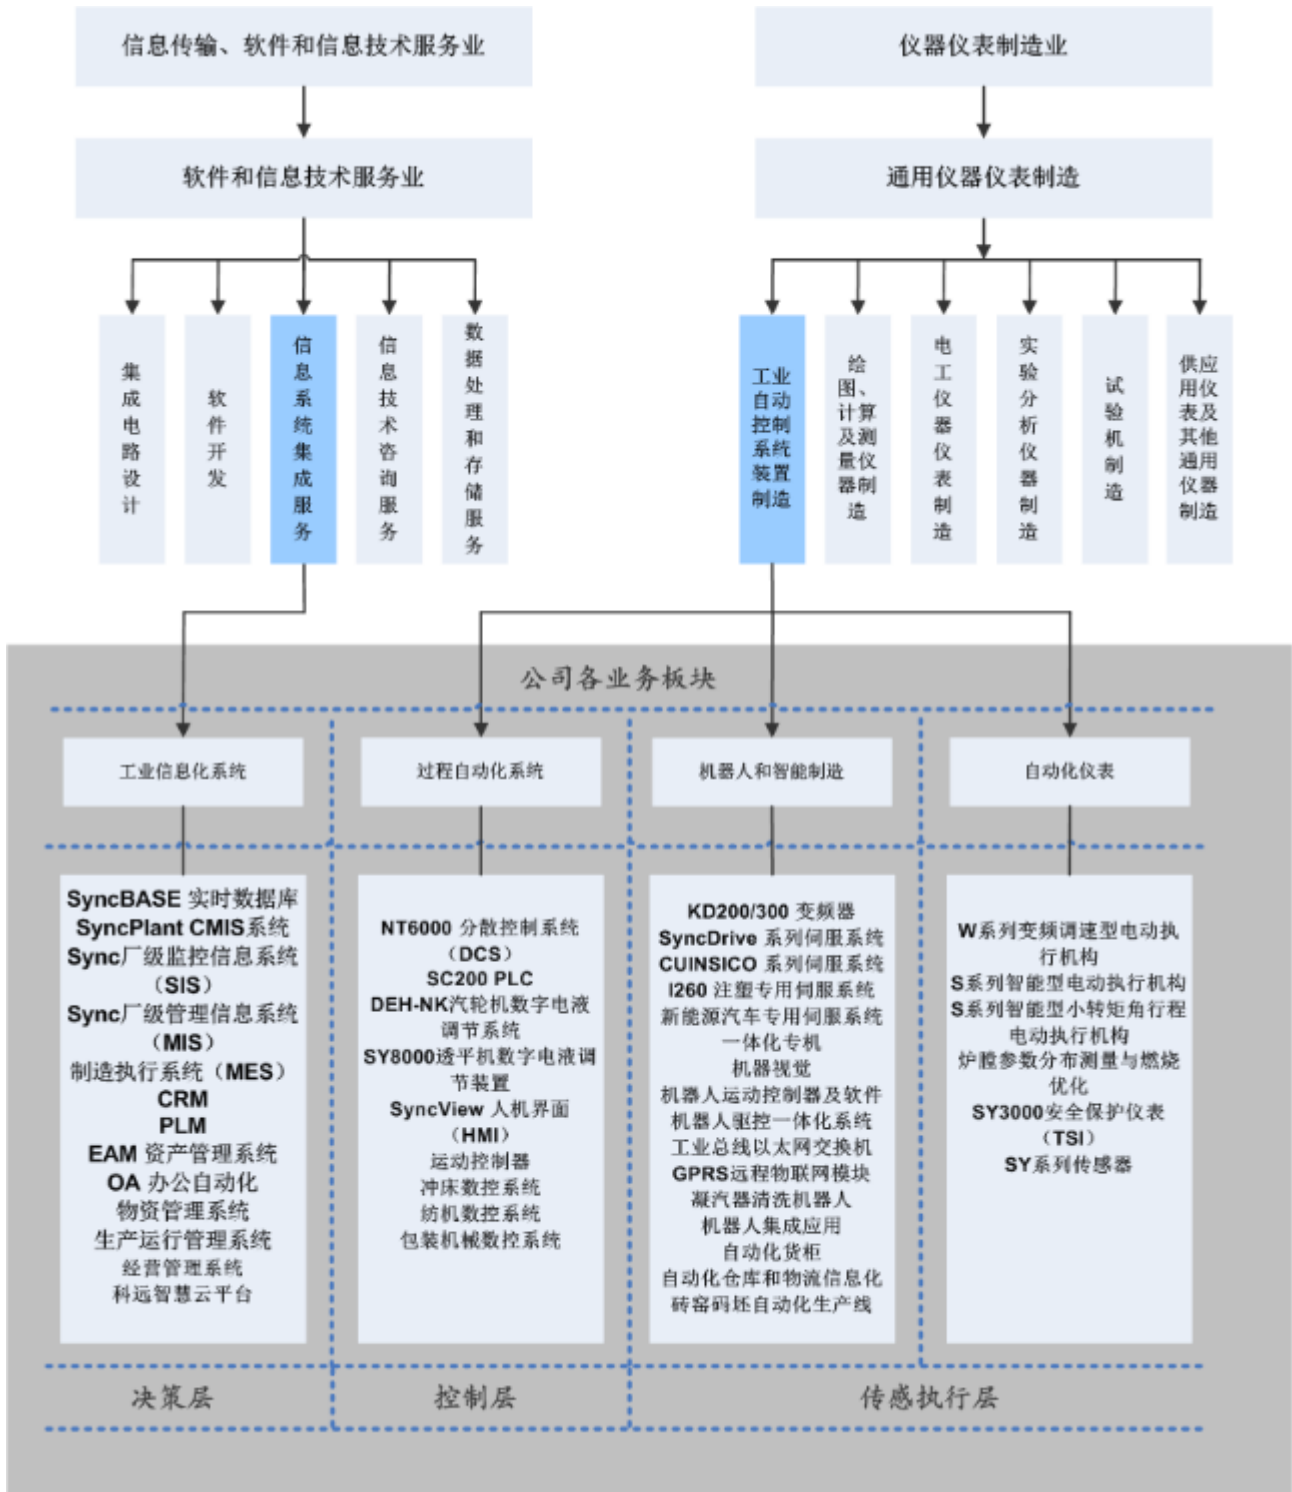 信息传输、软件和信息技术服务业
仪器仪表制造业
软件和信息技术服务业
通用仪器仪表制造
集成电路设计
软件开发
信息系统集成服务
信息技术咨询服务
数据处理和存储服务
工业
自动
控制
系统
装置
制造
绘
图、
计算
及测
量仪
器制
造
电工仪器仪表制造
实验分析仪器制造
试验机制造
供应
用仪
表及
其他
通用
仪器
制造
公司各业务板块
工业信息化系统
过程自动化系统
机器人和智能制造
自动化仪表
SyncBASE 实时数据库
SyncPlant CMIS系统
Sync厂级监控信息系统
（SIS）
Sync厂级管理信息系统
（MIS）
制造执行系统（MES）
CRM
PLM
EAM 资产管理系统
OA 办公自动化
物资管理系统
生产运行管理系统
经营管理系统
科远智慧云平台
NT6000 分散控制系统
（DCS）
SC200 PLC
DEH-NK汽轮机数字电液
调节系统
SY8000透平机数字电液调
节装置
SyncView 人机界面
（HMI）
运动控制器
冲床数控系统
纺机数控系统
包装机械数控系统
KD200/300 变频器
SyncDrive 系列伺服系统
CUINSICO 系列伺服系统
I260 注塑专用伺服系统
新能源汽车专用伺服系统
一体化专机
机器视觉
机器人运动控制器及软件
机器人驱控一体化系统
工业总线以太网交换机
GPRS远程物联网模块
凝汽器清洗机器人
机器人集成应用
自动化货柜
自动化仓库和物流信息化
砖窑码坯自动化生产线
W系列变频调速型电动执
行机构
S系列智能型电动执行机构
S系列智能型小转矩角行程
电动执行机构
炉膛参数分布测量与燃烧
优化
SY3000安全保护仪表
（TSI）
SY系列传感器
决策层
控制层
传感执行层